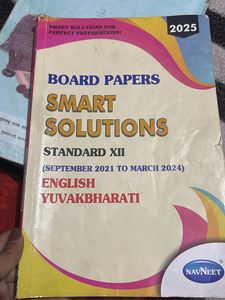 SMART SOLUTIONS FOR
PERFECT PREPARATIONS!
2025
BOARD PAPERS
SMART
SOLUTIONS
STANDARD XII
(SEPTEMBER 2021 TO MARCH 2024)
ENGLISH
YUVAKBHARATI
NAVNEET